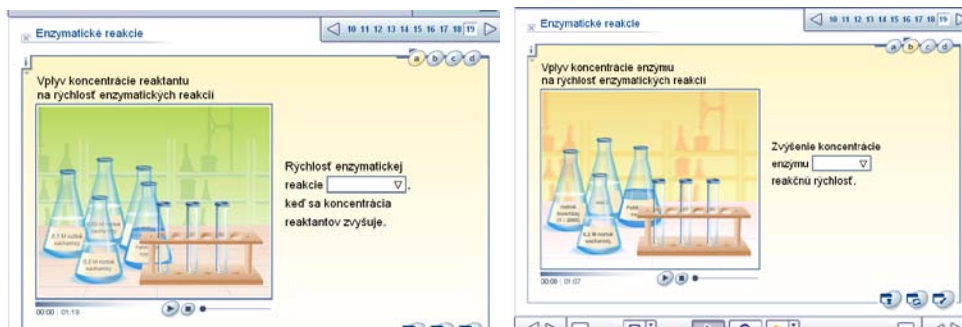 Enzymatické reakcie
10 11 12 13 14 15 16 17 18 19
i
a b c d
Vplyv koncentrácie reaktantu
na rýchlosť enzymatických reakcií
Rýchlosť enzymatickej
reakcie
,
keď sa koncentrácia
reaktantov zvyšuje.
00:00 | 01:19
Enzymatické reakcie
10 11 12 13 14 15 16 17 18 19
i
a b c d
Vplyv koncentrácie enzýmu
na rýchlosť enzymatických reakcií
Zvýšenie koncentrácie
enzýmu
reakčnú rýchlosť.
00:00 | 01:07